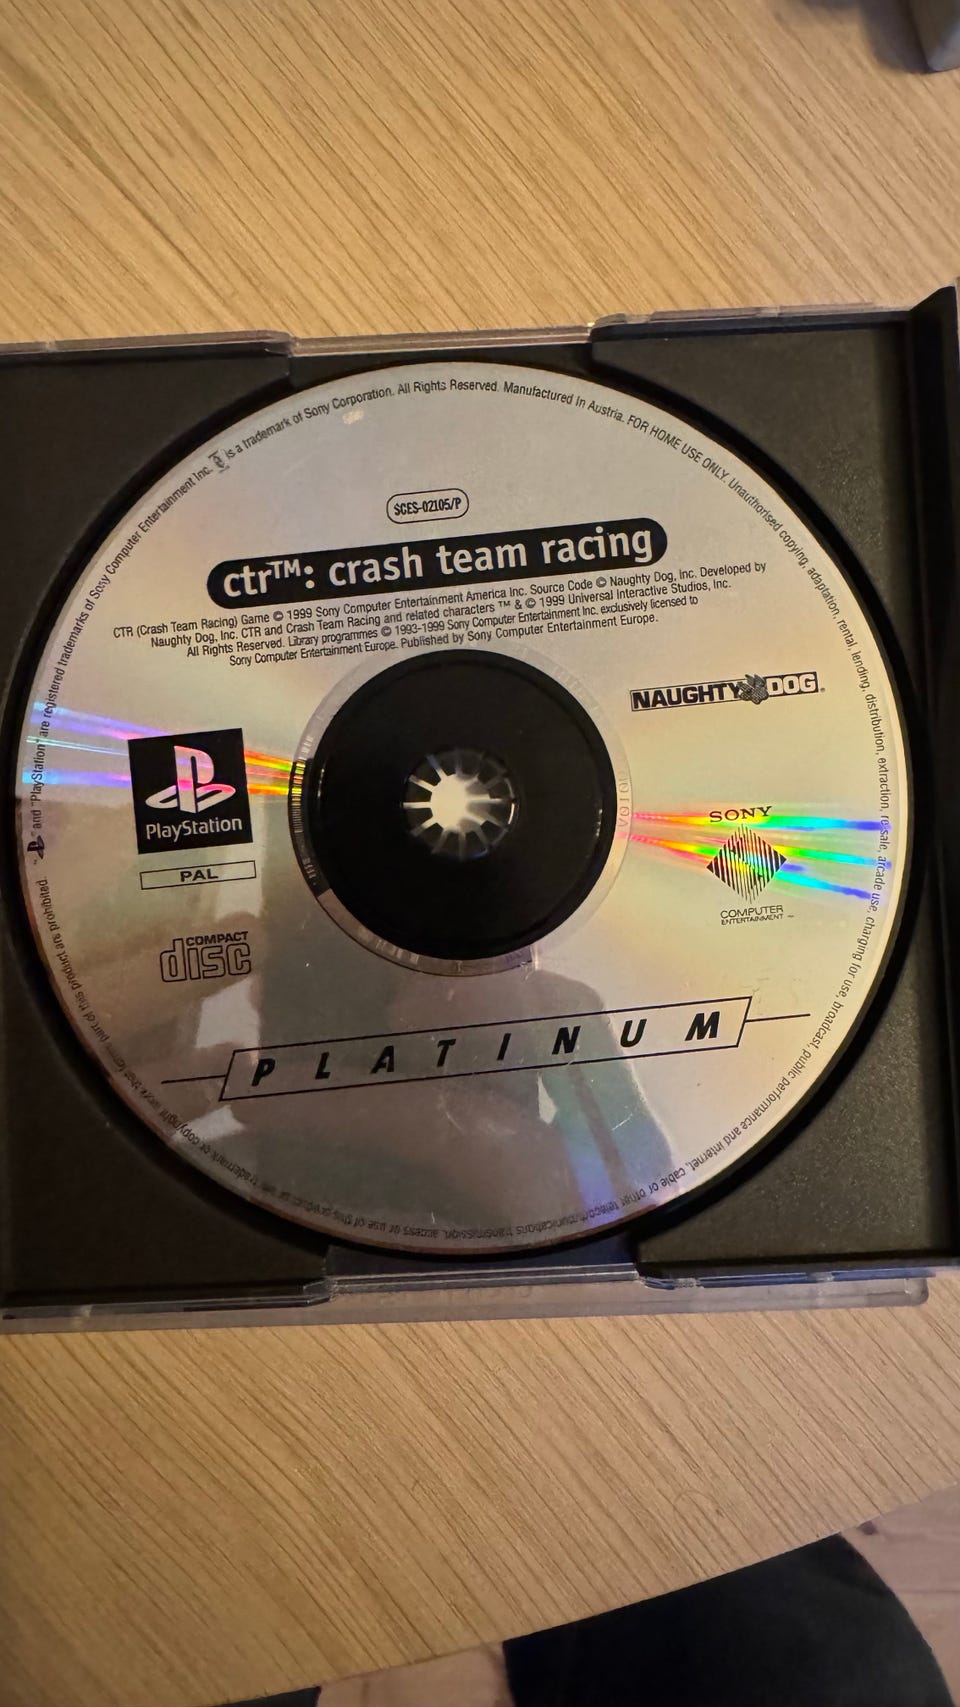 SCES-02105/P
ctr™: crash team racing
CTR (Crash Team Racing) Game © 1999 Sony Computer Entertainment America Inc. Source Code © Naughty Dog, Inc. Developed by
Naughty Dog, Inc. CTR and Crash Team Racing and related characters ™ & © 1999 Universal Interactive Studios, Inc.
All Rights Reserved. Library programmes © 1993-1999 Sony Computer Entertainment Inc. exclusively licensed to
Sony Computer Entertainment Europe. Published by Sony Computer Entertainment Europe.
NAUGHTY DOG®
PlayStation
PAL
SONY
COMPUTER
ENTERTAINMENT™
COMPACT
disc
PLATINUM
" " and "PlayStation" are registered trademarks of Sony Computer Entertainment Inc. is a trademark of Sony Corporation. All Rights Reserved. Manufactured in Austria. FOR HOME USE ONLY. Unauthorised copying, adaptation, rental, lending, distribution, extraction, re-sale, arcade use, charging for use, broadcast, public performance and internet, cable or other telecommunications transmission, access or use of this product or trademark or copyright work that form part of this product are prohibited.